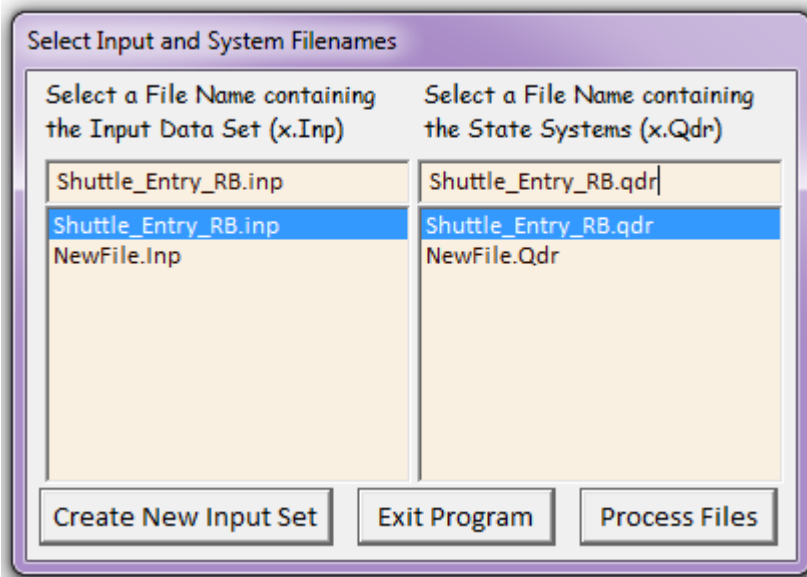 Select Input and System Filenames
Select a File Name containing
the Input Data Set (x.Inp)
Select a File Name containing
the State Systems (x.Qdr)
Shuttle_Entry_RB.inp
Shuttle_Entry_RB.qdr
Shuttle_Entry_RB.inp
NewFile.Inp
Shuttle_Entry_RB.qdr
NewFile.Qdr
Create New Input Set
Exit Program
Process Files